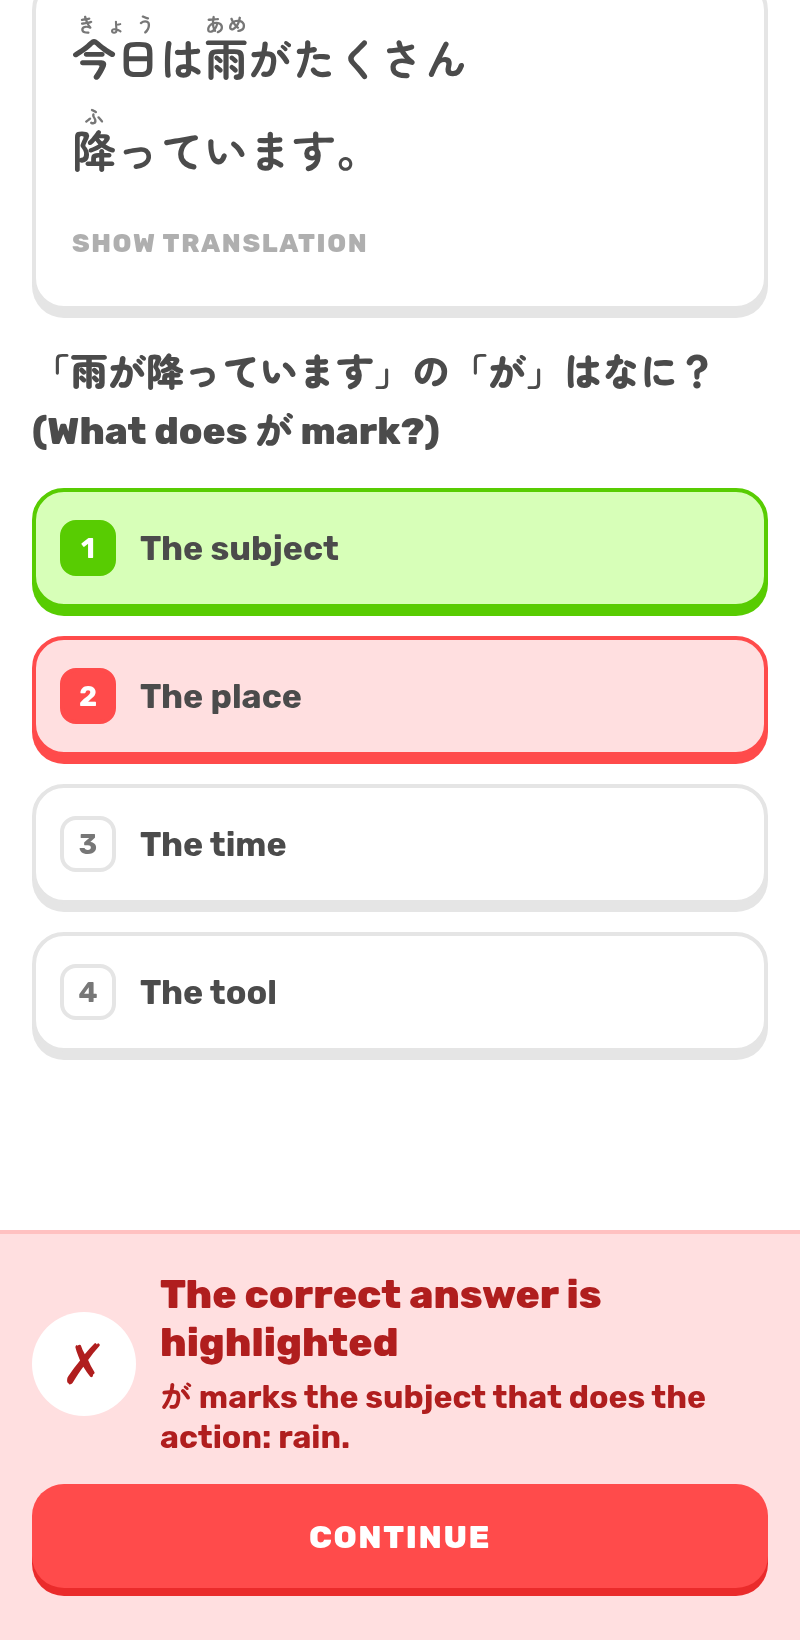 きょう あめ
今日は雨がたくさん
ふ
降っています。
SHOW TRANSLATION
「雨が降っています」の「が」はなに？
(What does が mark?)
1 The subject
2 The place
3 The time
4 The tool
The correct answer is
highlighted
✗
が marks the subject that does the
action: rain.
CONTINUE